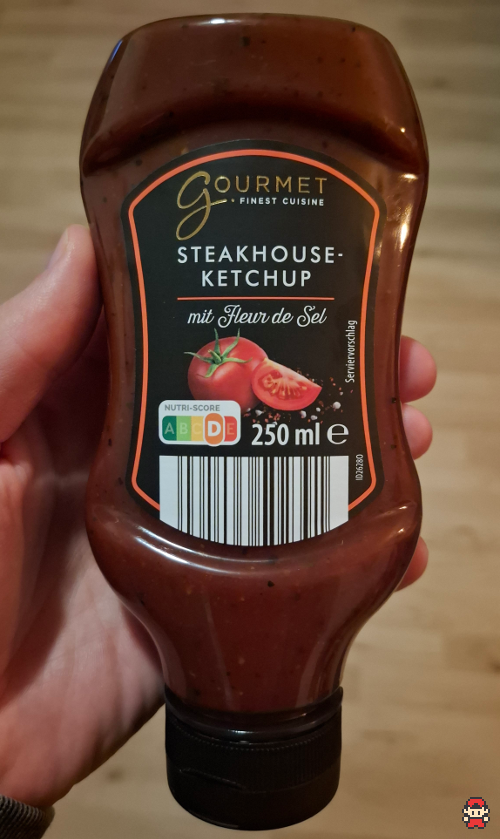 GOURMET
FINEST CUISINE
STEAKHOUSE-
KETCHUP
mit Fleur de Sel
Serviervorschlag
NUTRI-SCORE
A B C D E
250 ml ℮
ID26280